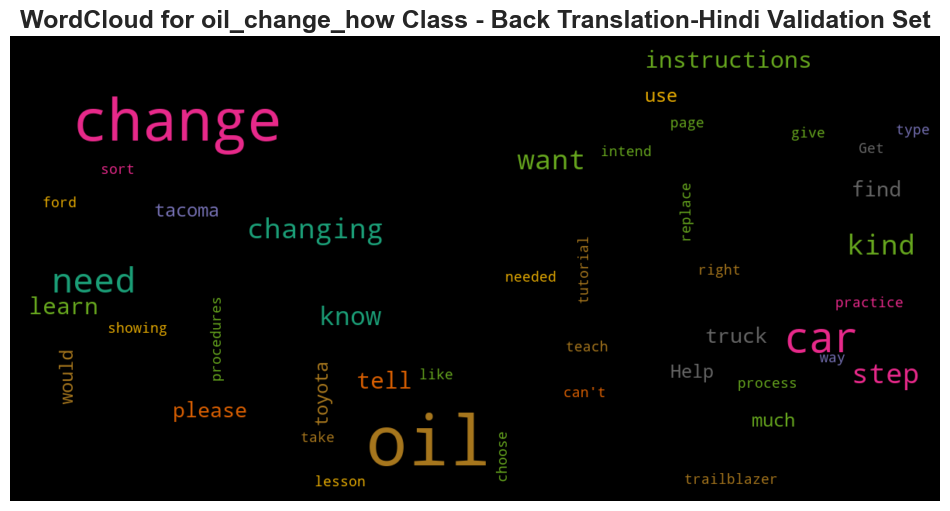 WordCloud for oil_change_how Class - Back Translation-Hindi Validation Set
instructions
use
change
page
give
type
Get
want
intend
sort
find
ford
tacoma
replace
changing
kind
tutorial
right
needed
need
learn
practice
procedures
know
showing
truck
car
way
teach
Help
step
would
toyota
tell
like
process
can't
please
much
take
oil
choose
lesson
trailblazer